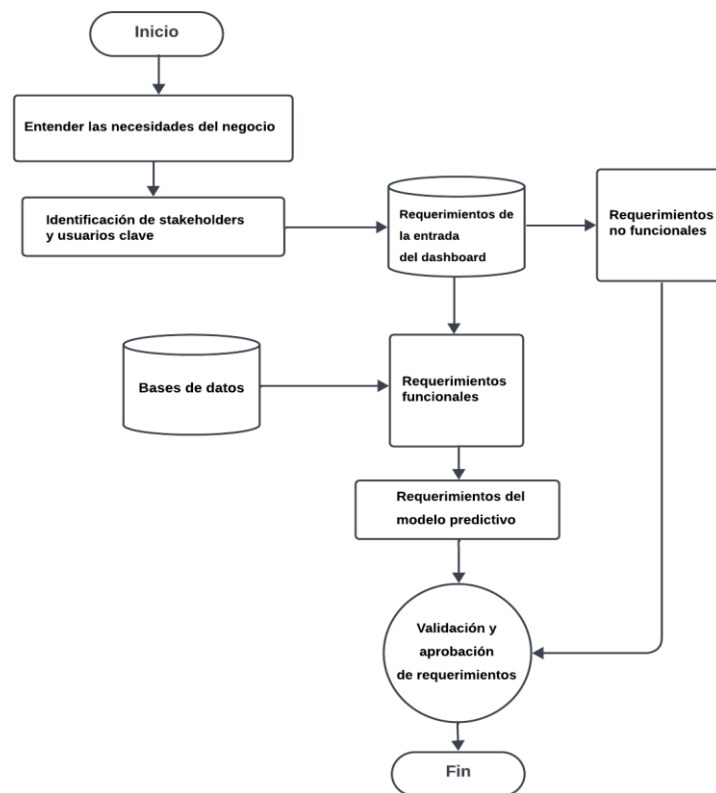 Inicio
Entender las necesidades del negocio
Identificación de stakeholders
y usuarios clave
Requerimientos de
la entrada
del dashboard
Requerimientos
no funcionales
Bases de datos
Requerimientos
funcionales
Requerimientos del
modelo predictivo
Validación y
aprobación
de requerimientos
Fin